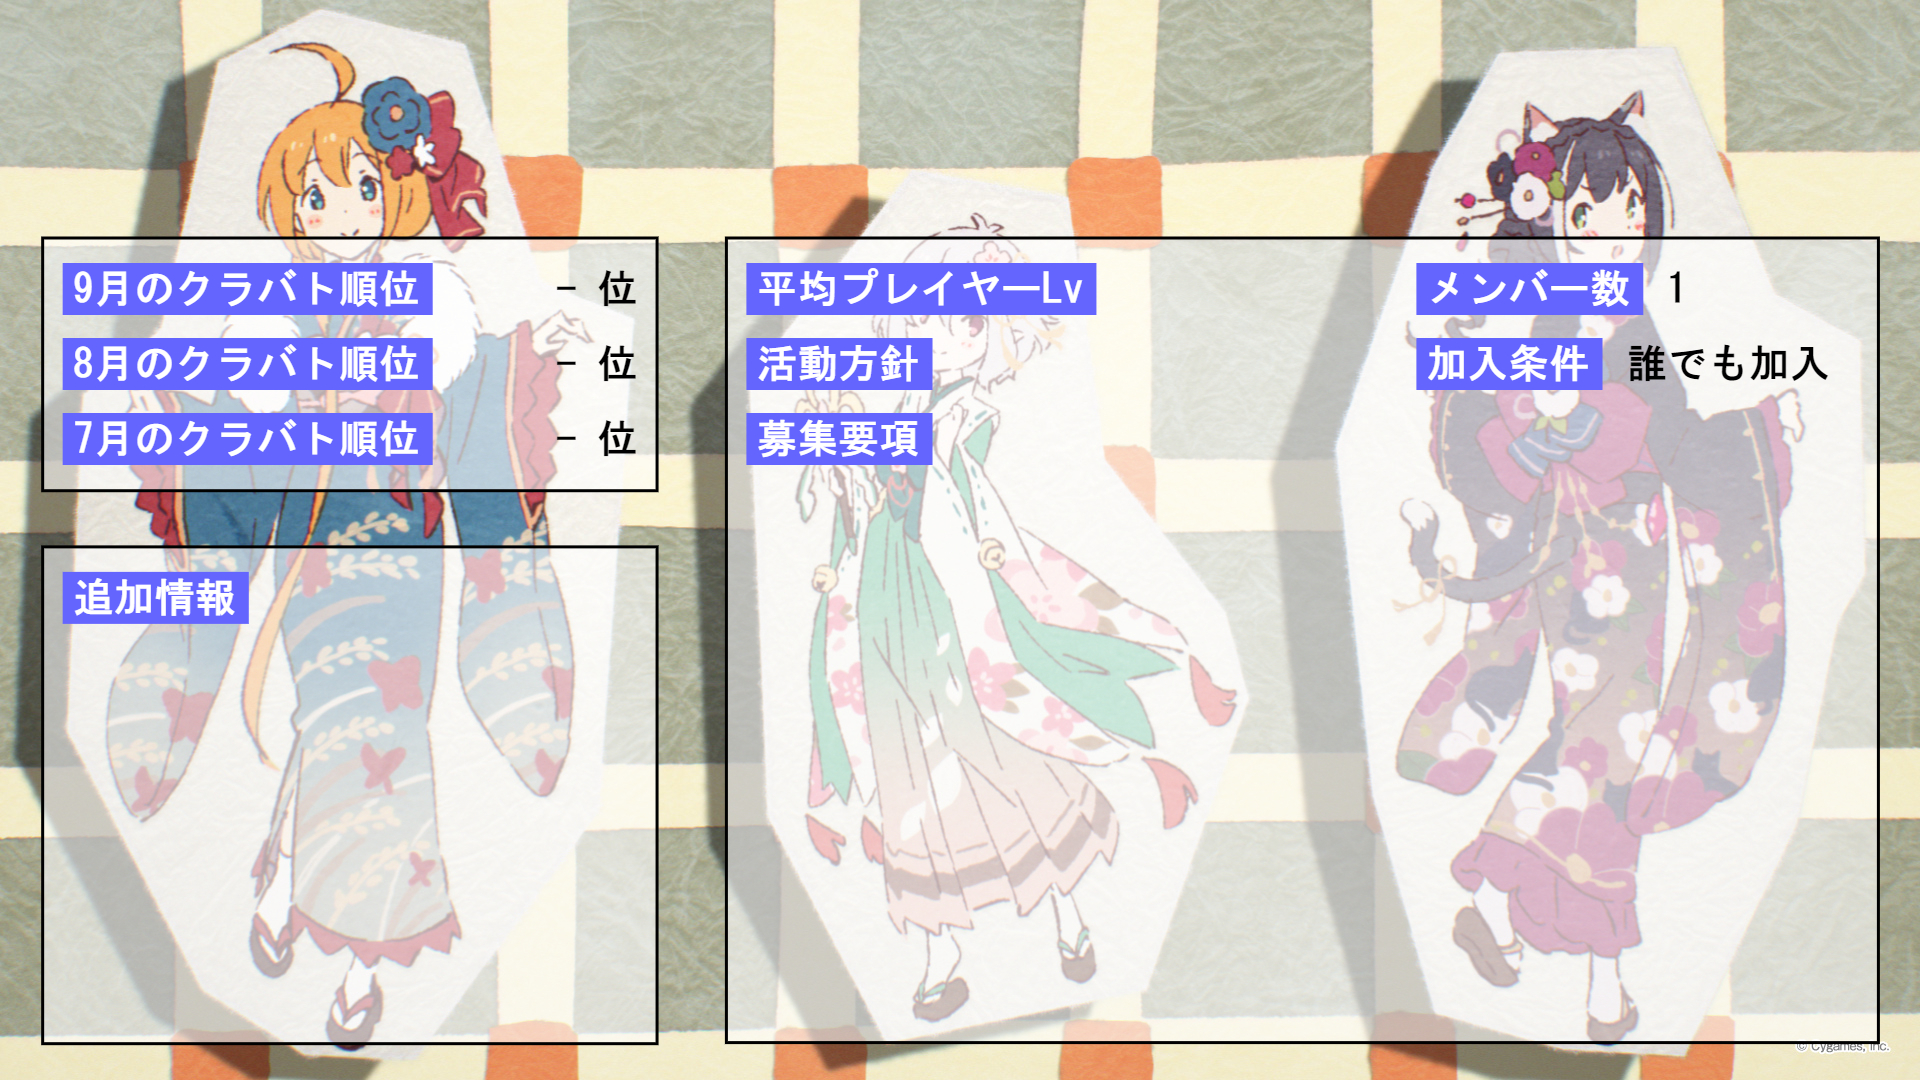 9月のクラバト順位 - 位
8月のクラバト順位 - 位
7月のクラバト順位 - 位
追加情報
平均プレイヤーLv
活動方針
募集要項
メンバー数 1
加入条件 誰でも加入
© Cygames, Inc.